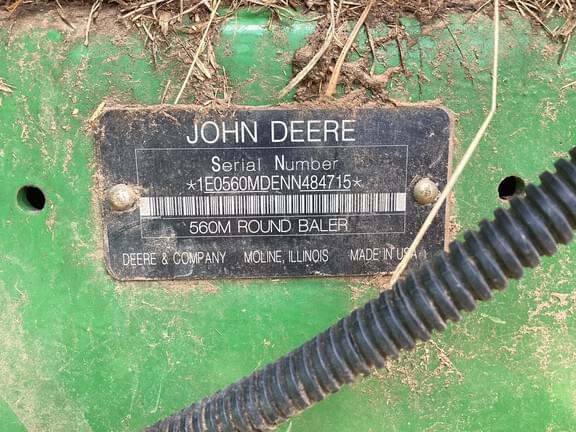 JOHN DEERE
Serial Number
*1E0560MDENN484715*
560M ROUND BALER
DEERE & COMPANY MOLINE, ILLINOIS MADE IN USA